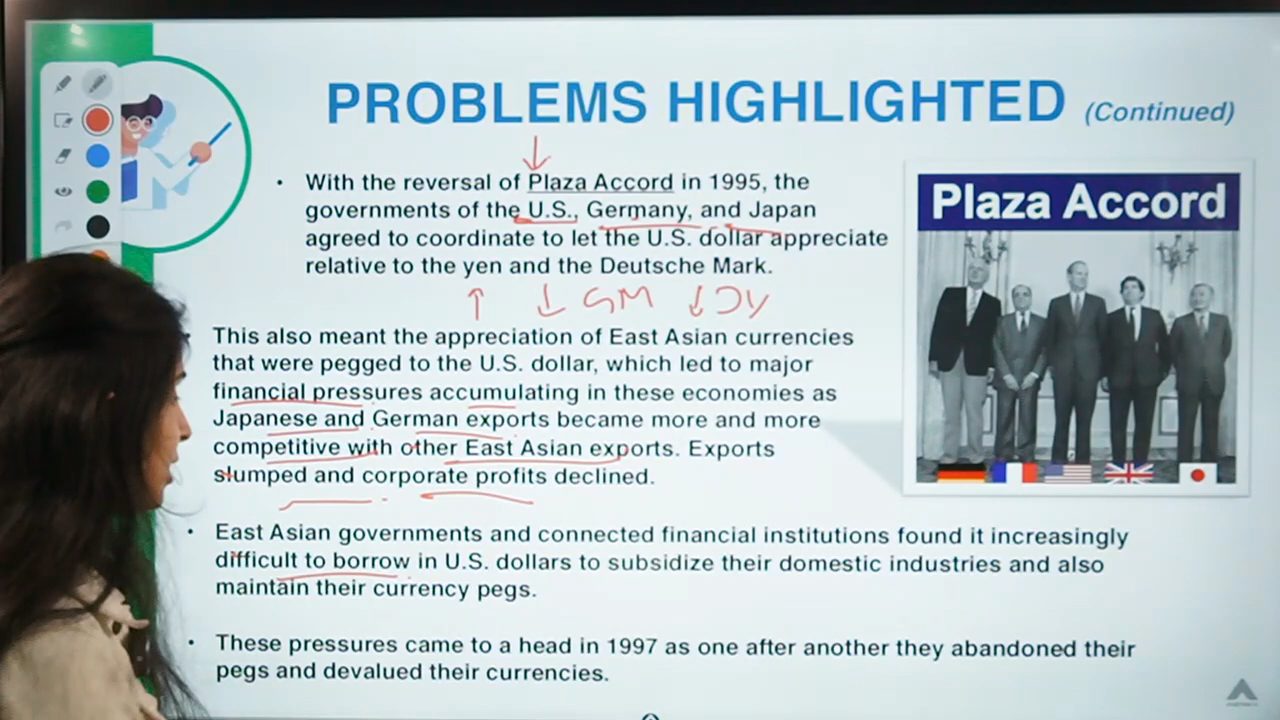 PROBLEMS HIGHLIGHTED (Continued)
• With the reversal of Plaza Accord in 1995, the
governments of the U.S., Germany, and Japan
agreed to coordinate to let the U.S. dollar appreciate
relative to the yen and the Deutsche Mark.
↑ ↓ GM ↓ JY
This also meant the appreciation of East Asian currencies
that were pegged to the U.S. dollar, which led to major
financial pressures accumulating in these economies as
Japanese and German exports became more and more
competitive with other East Asian exports. Exports
slumped and corporate profits declined.
• East Asian governments and connected financial institutions found it increasingly
difficult to borrow in U.S. dollars to subsidize their domestic industries and also
maintain their currency pegs.
• These pressures came to a head in 1997 as one after another they abandoned their
pegs and devalued their currencies.
Plaza Accord